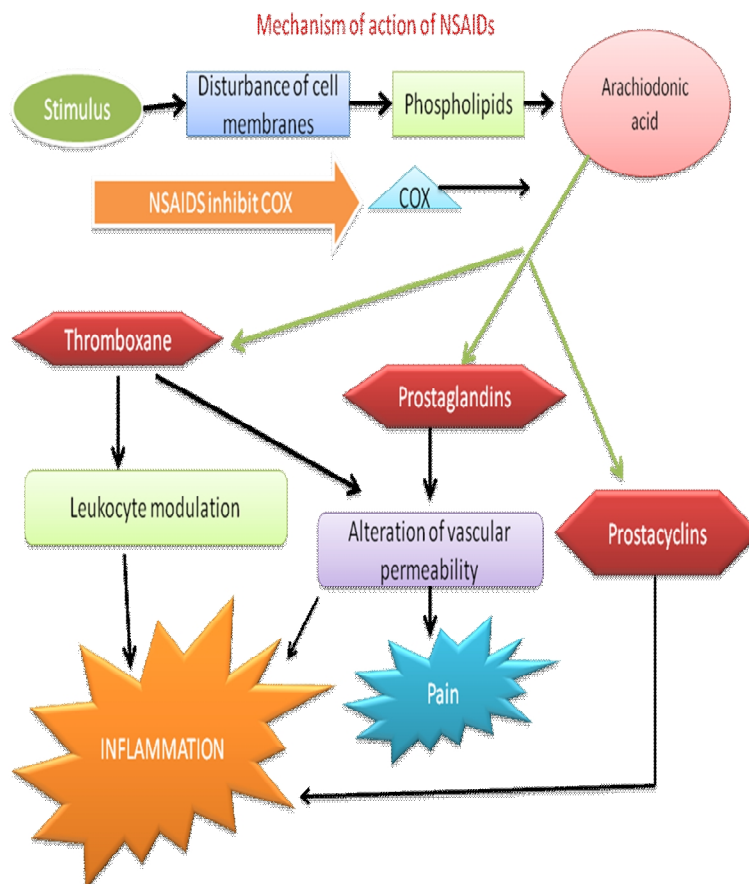 Mechanism of action of NSAIDs
Stimulus
Disturbance of cell
membranes
Phospholipids
Arachiodonic
acid
NSAIDS inhibit COX
COX
Thromboxane
Prostaglandins
Leukocyte modulation
Alteration of vascular
permeability
Prostacyclins
Pain
INFLAMMATION